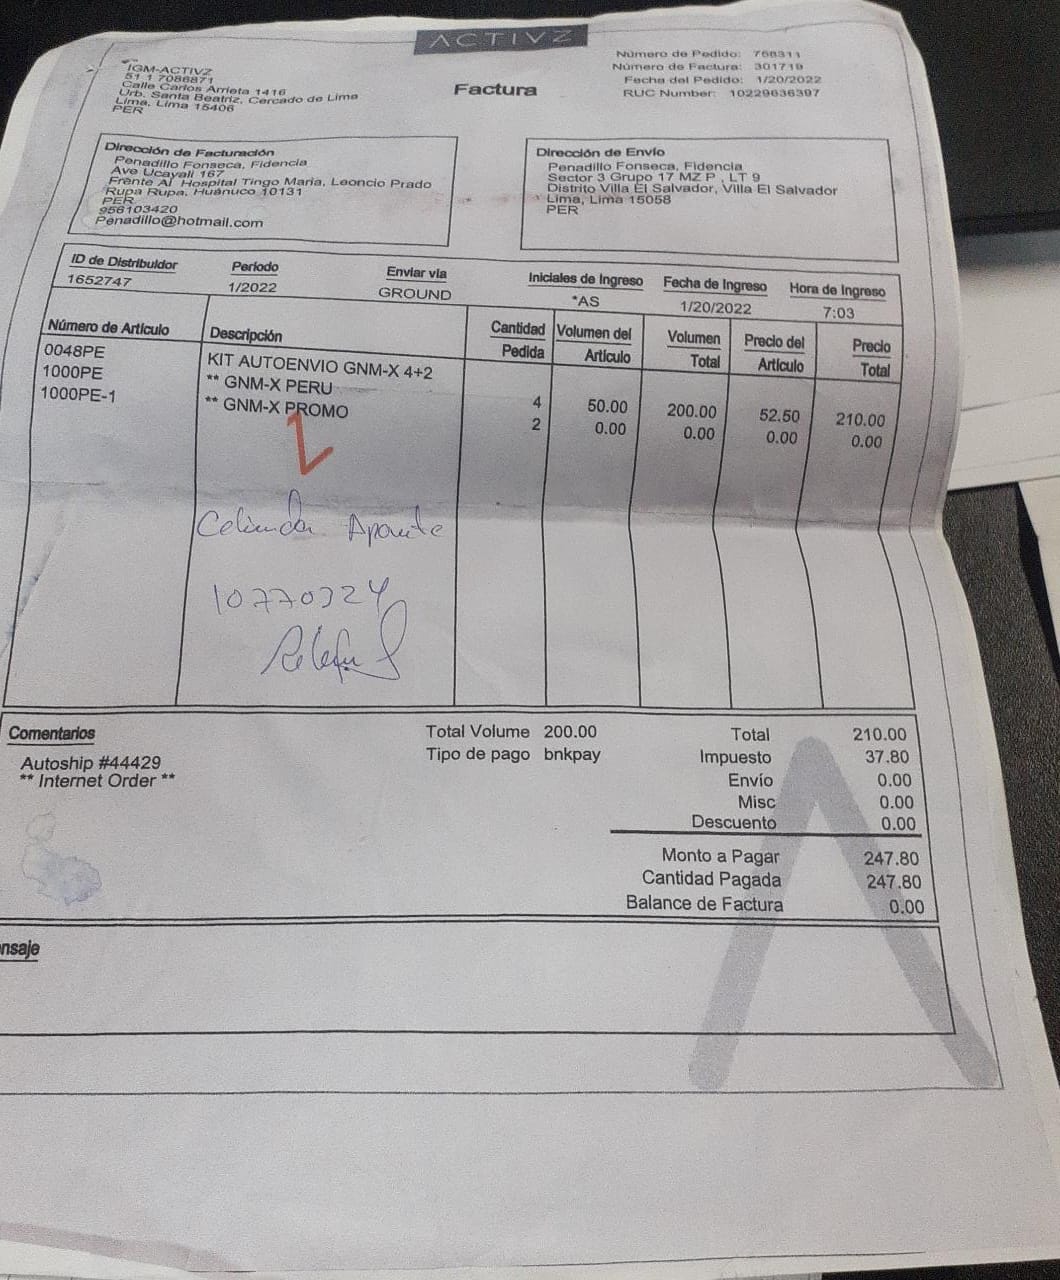 ACTIVZ
IGM-ACTIVZ
51 1 7086871
Calle Carlos Arrieta 1416
Urb. Santa Beatriz, Cercado de Lima
Lima, Lima 15406
PER
Factura
Número de Pedido: 768311
Número de Factura: 301719
Fecha del Pedido: 1/20/2022
RUC Number: 10229636397
Dirección de Facturación
Penadillo Fonseca, Fidencia
Ave Ucayali 167
Frente Al Hospital Tingo Maria, Leoncio Prado
Rupa Rupa, Huánuco 10131
PER
956103420
Penadillo@hotmail.com
Dirección de Envío
Penadillo Fonseca, Fidencia
Sector 3 Grupo 17 MZ P , LT 9
Distrito Villa El Salvador, Villa El Salvador
Lima, Lima 15058
PER
ID de Distribuidor Periodo Enviar via Iniciales de Ingreso Fecha de Ingreso Hora de Ingreso
1652747 1/2022 GROUND *AS 1/20/2022 7:03
Número de Artículo Descripción Cantidad Pedida Volumen del Artículo Volumen Total Precio del Artículo Precio Total
0048PE KIT AUTOENVIO GNM-X 4+2
1000PE ** GNM-X PERU 4 50.00 200.00 52.50 210.00
1000PE-1 ** GNM-X PROMO 2 0.00 0.00 0.00 0.00
Celinda Aponte
10770324
Comentarios
Autoship #44429
** Internet Order **
Total Volume 200.00
Tipo de pago bnkpay
Total 210.00
Impuesto 37.80
Envío 0.00
Misc 0.00
Descuento 0.00
Monto a Pagar 247.80
Cantidad Pagada 247.80
Balance de Factura 0.00
nsaje